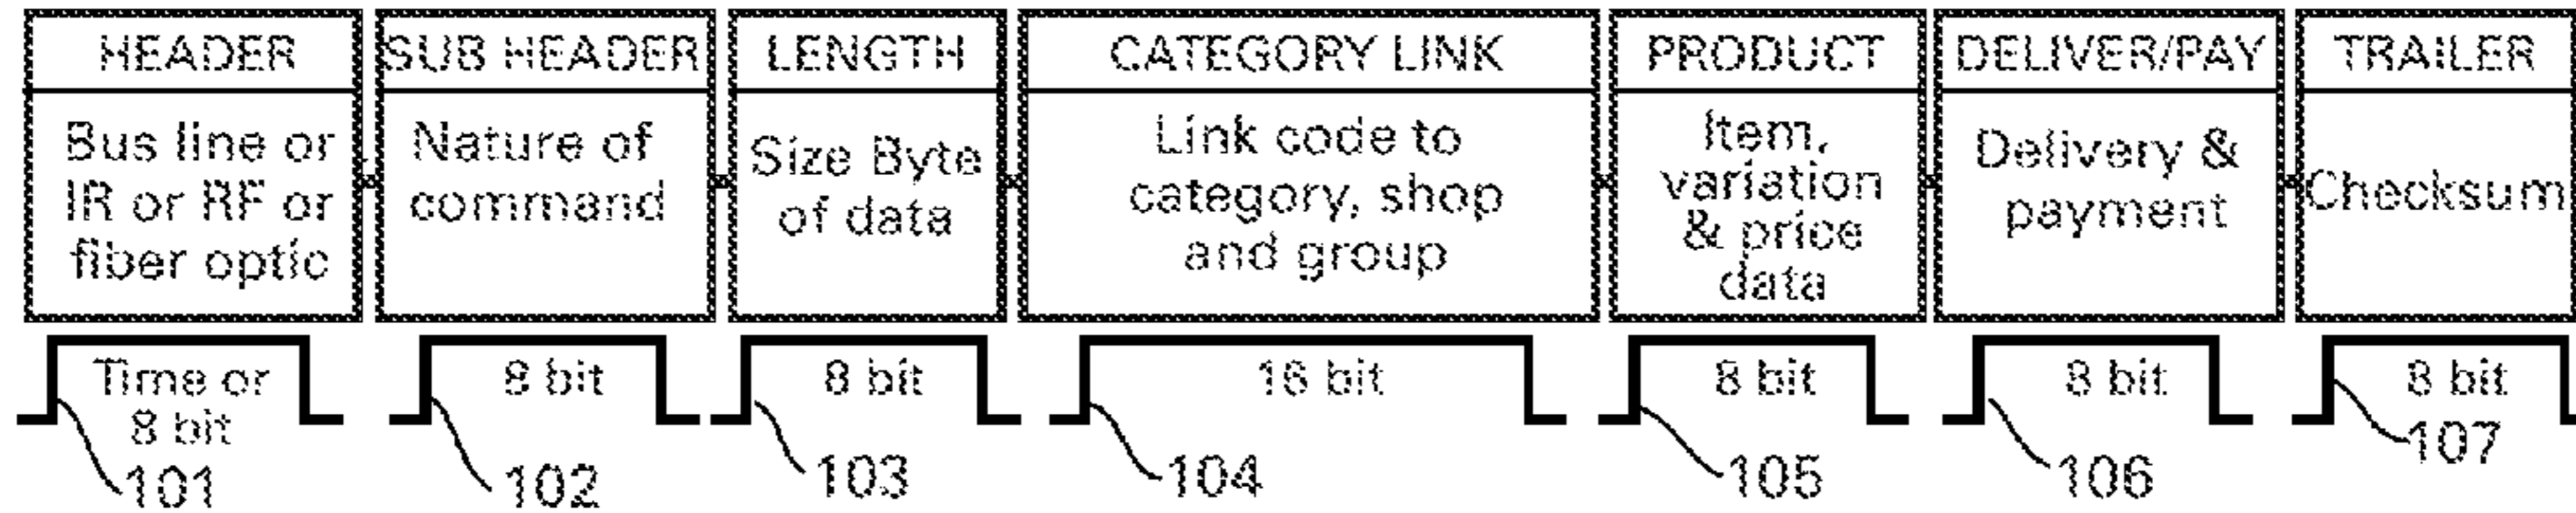 HEADER
Bus line or
IR or RF or
fiber optic
Time or
8 bit
101
SUB HEADER
Nature of
command
8 bit
102
LENGTH
Size Byte
of data
8 bit
103
CATEGORY LINK
Link code to
category, shop
and group
16 bit
104
PRODUCT
Item,
variation
& price
data
8 bit
105
DELIVER/PAY
Delivery &
payment
8 bit
106
TRAILER
Checksum
8 bit
107